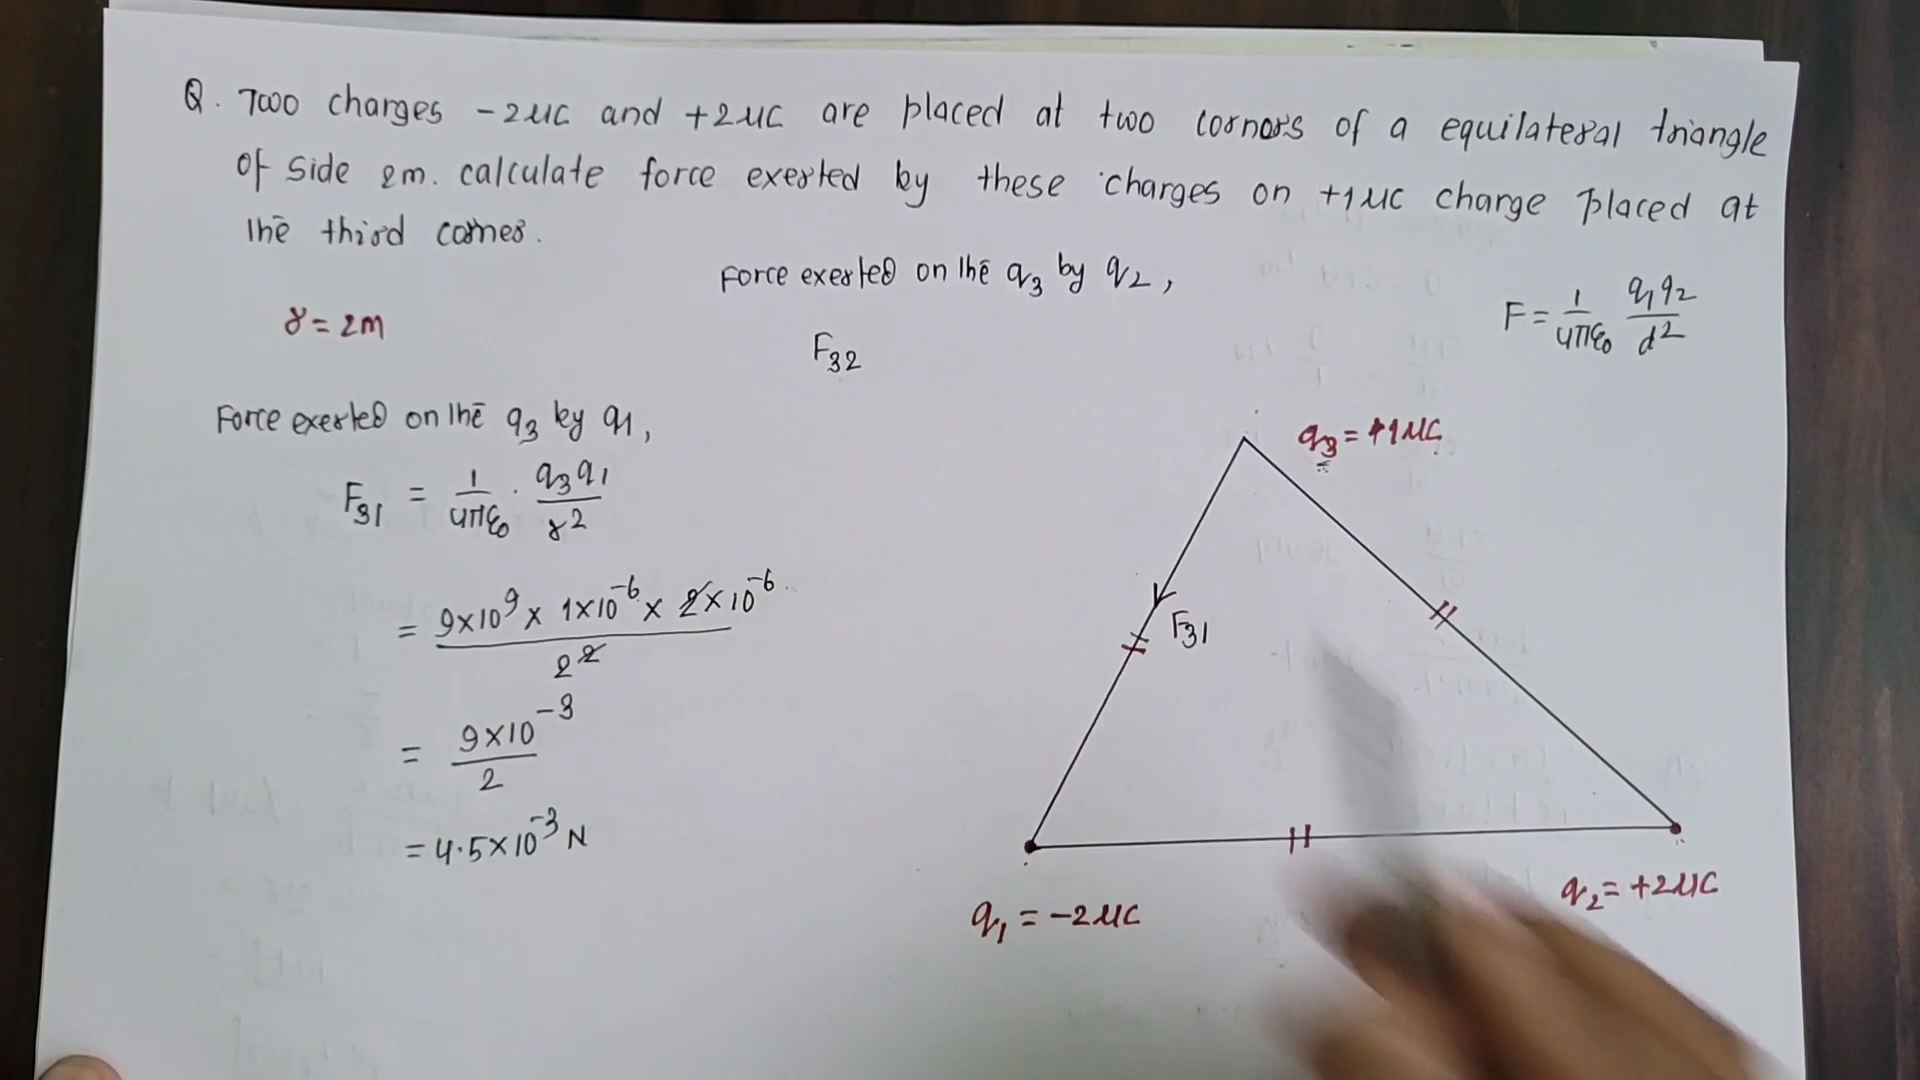 Q. Two charges -2μC and +2μC are placed at two corners of a equilateral triangle
of side 2m. calculate force exerted by these charges on +1μC charge placed at
the third corner.
r = 2m
Force exerted on the q3 by q1,
F31 = 1/4πε0 · q3q1/r²
= 9×10⁹ × 1×10⁻⁶ × 2×10⁻⁶ / 2²
= 9×10⁻³ / 2
= 4.5×10⁻³ N
Force exerted on the q3 by q2,
F32
F = 1/4πε0 q1q2/d²
q3 = +1μC
F31
q1 = -2μC
q2 = +2μC